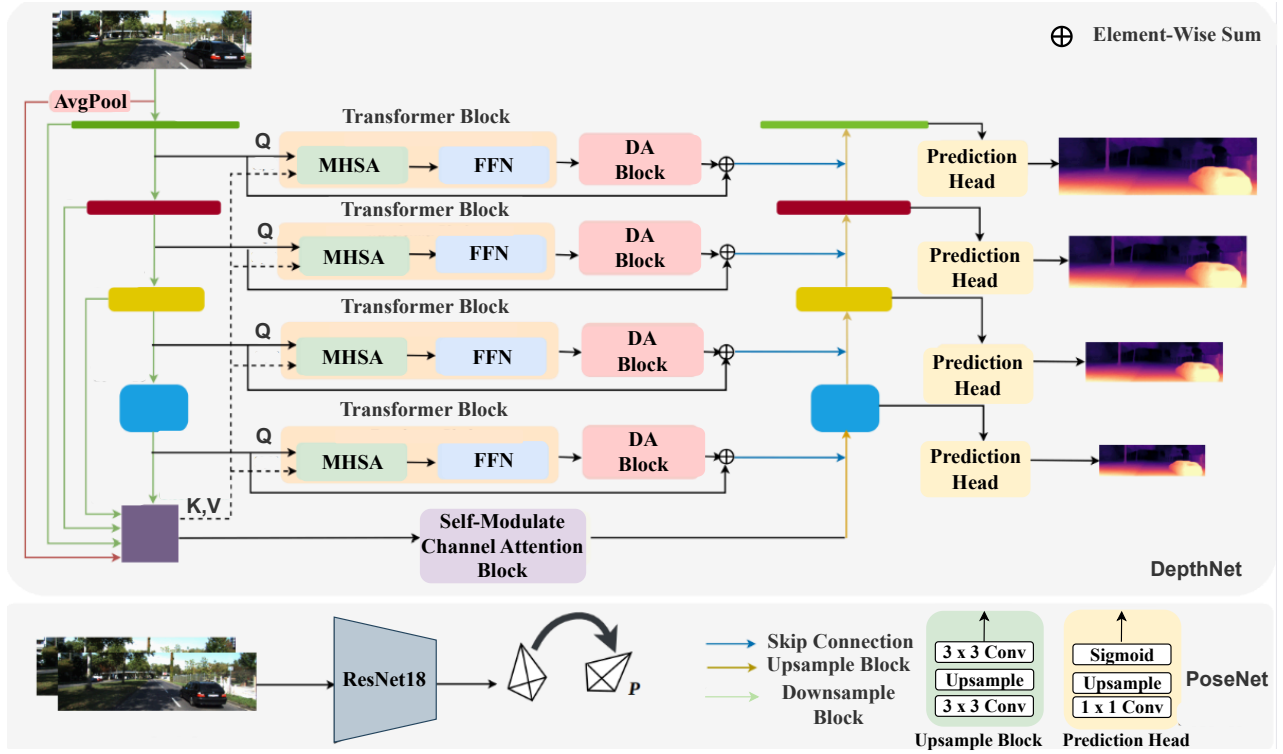 Element-Wise Sum
AvgPool
Transformer Block
Q
MHSA
FFN
DA
Block
Prediction
Head
Transformer Block
Q
MHSA
FFN
DA
Block
Prediction
Head
Transformer Block
Q
MHSA
FFN
DA
Block
Prediction
Head
Transformer Block
Q
MHSA
FFN
DA
Block
Prediction
Head
K,V
Self-Modulate
Channel Attention
Block
DepthNet
ResNet18
P
Skip Connection
Upsample Block
Downsample
Block
3 x 3 Conv
Upsample
3 x 3 Conv
Upsample Block
Sigmoid
Upsample
1 x 1 Conv
Prediction Head
PoseNet